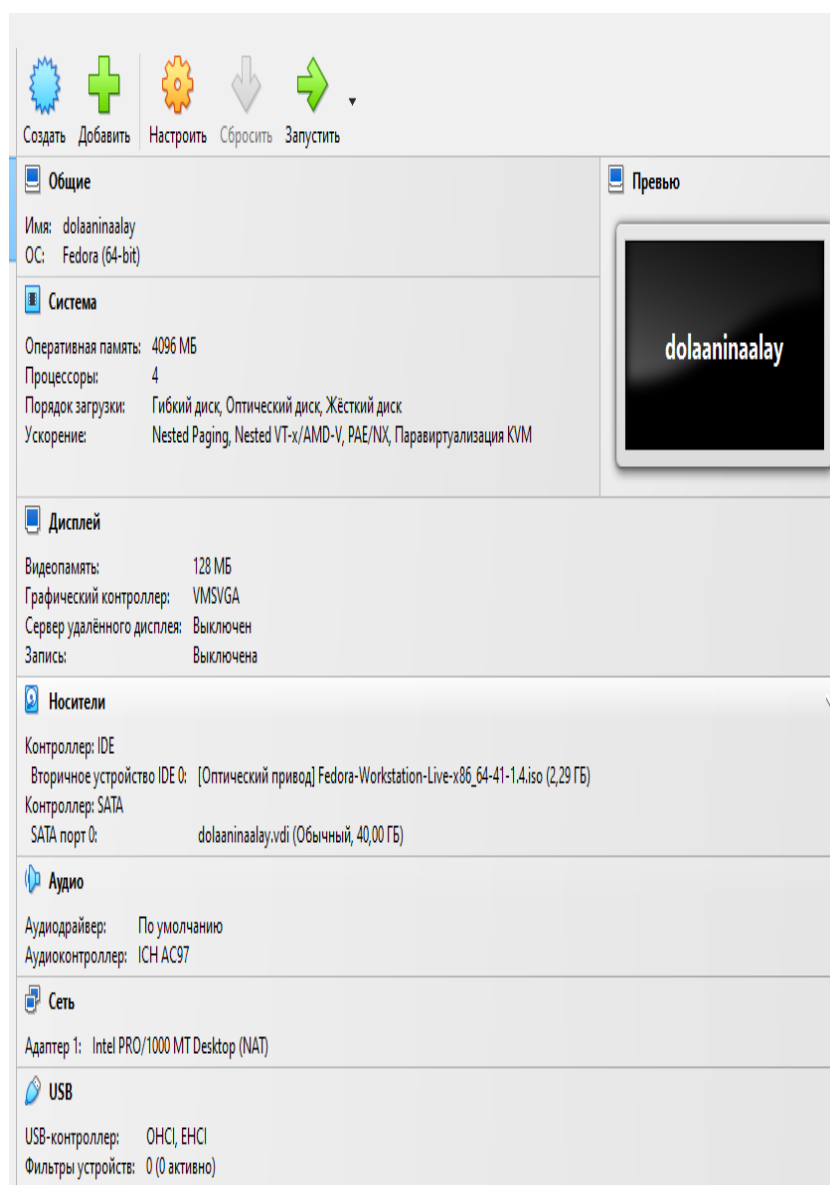 Создать Добавить Настроить Сбросить Запустить
Общие
Имя: dolaaninaalay
ОС: Fedora (64-bit)
Превью
dolaaninaalay
Система
Оперативная память: 4096 МБ
Процессоры: 4
Порядок загрузки: Гибкий диск, Оптический диск, Жёсткий диск
Ускорение: Nested Paging, Nested VT-x/AMD-V, PAE/NX, Паравиртуализация KVM
Дисплей
Видеопамять: 128 МБ
Графический контроллер: VMSVGA
Сервер удалённого дисплея: Выключен
Запись: Выключена
Носители
Контроллер: IDE
Вторичное устройство IDE 0: [Оптический привод] Fedora-Workstation-Live-x86_64-41-1.4.iso (2,29 ГБ)
Контроллер: SATA
SATA порт 0: dolaaninaalay.vdi (Обычный, 40,00 ГБ)
Аудио
Аудиодрайвер: По умолчанию
Аудиоконтроллер: ICH AC97
Сеть
Адаптер 1: Intel PRO/1000 MT Desktop (NAT)
USB
USB-контроллер: OHCI, EHCI
Фильтры устройств: 0 (0 активно)